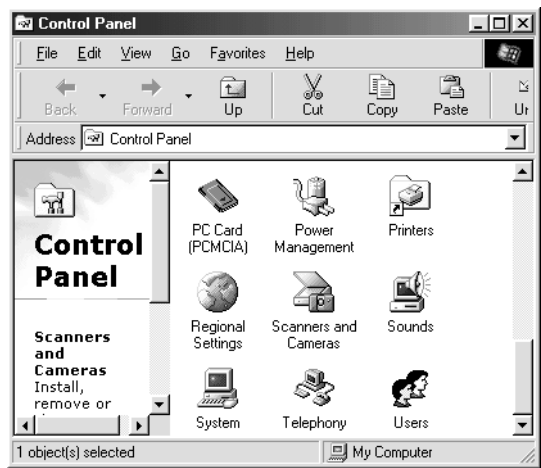 Control Panel
File Edit View Go Favorites Help
Back Forward Up Cut Copy Paste Ur
Address Control Panel
Control
Panel
Scanners
and
Cameras
Install,
remove or
PC Card
(PCMCIA)
Power
Management
Printers
Regional
Settings
Scanners and
Cameras
Sounds
System
Telephony
Users
1 object(s) selected
My Computer